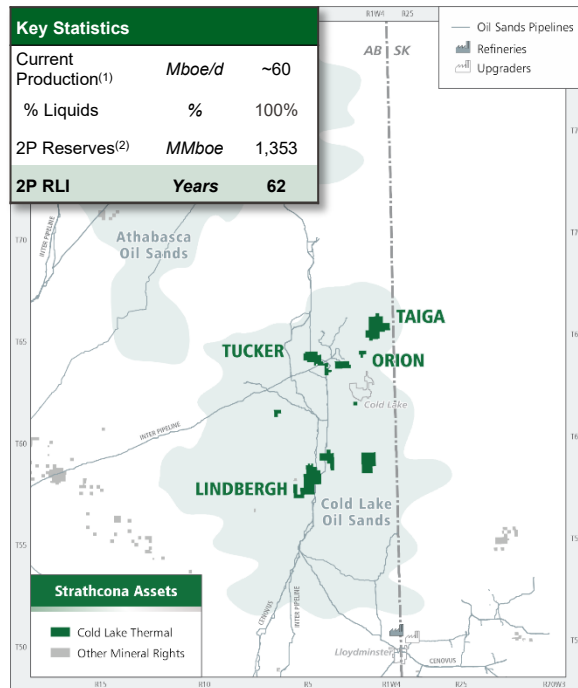 R1W4 R25
Key Statistics
Current Production(1) Mboe/d ~60
% Liquids % 100%
2P Reserves(2) MMboe 1,353
2P RLI Years 62
Oil Sands Pipelines
Refineries
Upgraders
AB SK
T70
INTER PIPELINE
Athabasca
Oil Sands
TAIGA
T65
TUCKER
ORION
Cold Lake
INTER PIPELINE
T60
LINDBERGH
Cold Lake
Oil Sands
T55
Strathcona Assets
Cold Lake Thermal
Other Mineral Rights
CENOVUS
INTER PIPELINE
Lloydminster
CENOVUS
T50
R15 R10 R5 R1W4 R20W3